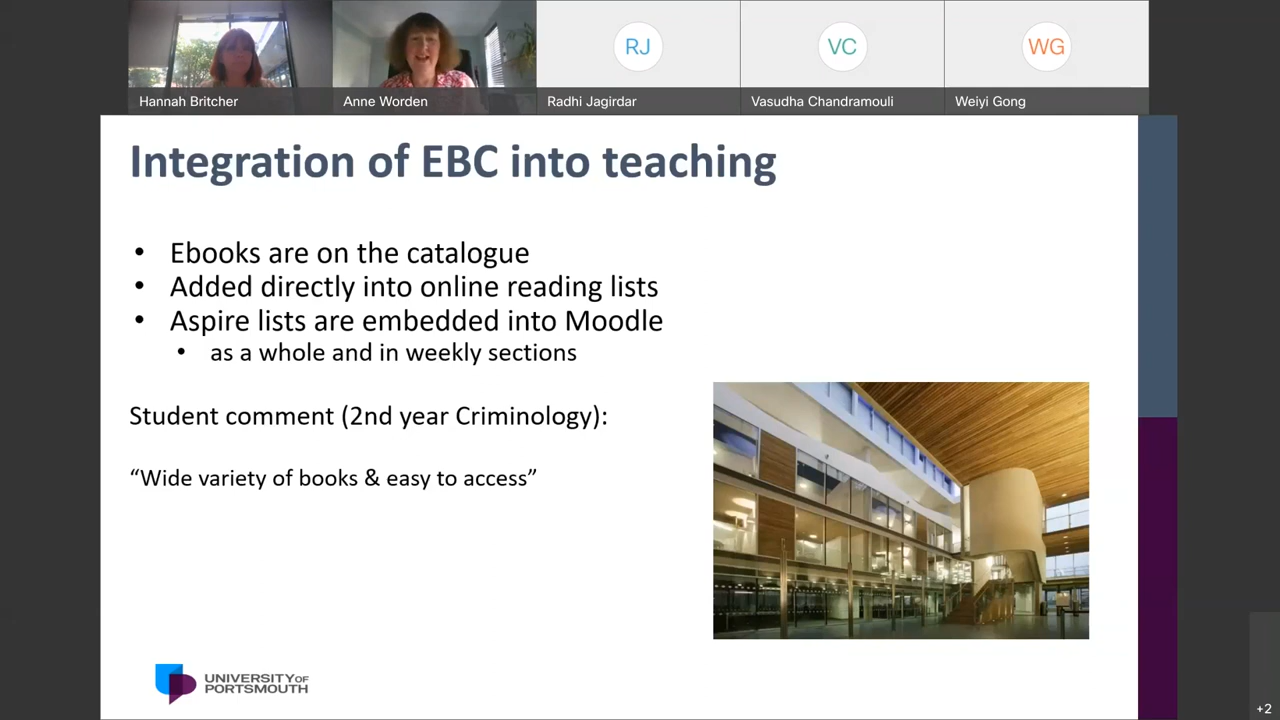 RJ
VC
WG
Hannah Britcher
Anne Worden
Radhi Jagirdar
Vasudha Chandramouli
Weiyi Gong
Integration of EBC into teaching
• Ebooks are on the catalogue
• Added directly into online reading lists
• Aspire lists are embedded into Moodle
• as a whole and in weekly sections
Student comment (2nd year Criminology):
“Wide variety of books & easy to access”
UNIVERSITY OF
PORTSMOUTH
+2